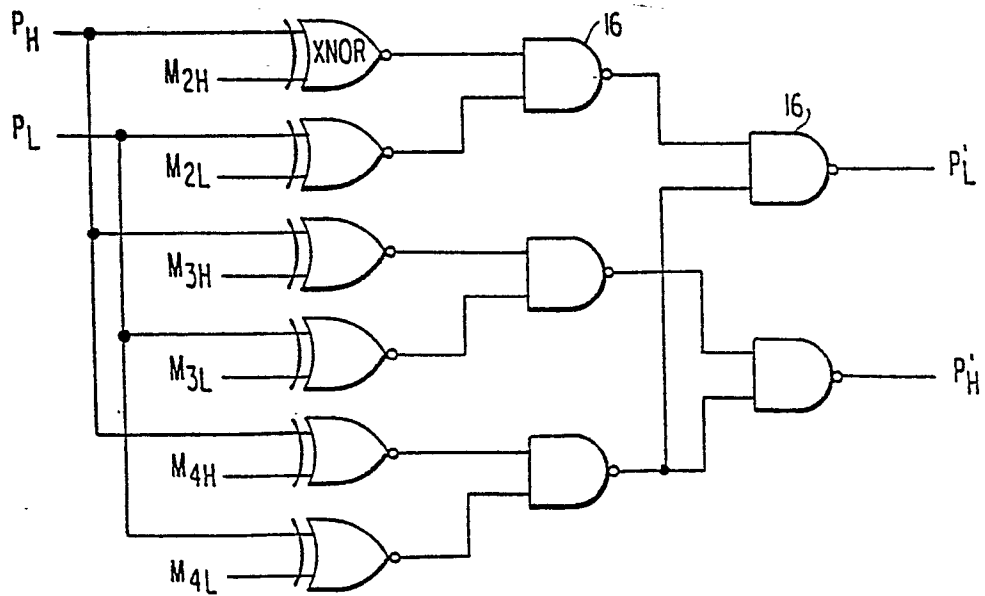 P_H
XNOR
16
M_2H
P_L
M_2L
16
P'_L
M_3H
M_3L
P'_H
M_4H
M_4L